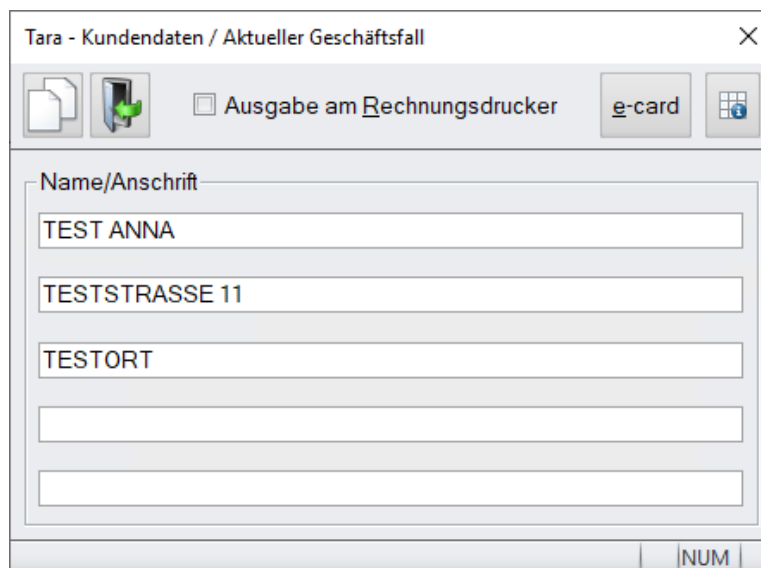 Tara - Kundendaten / Aktueller Geschäftsfall
Ausgabe am Rechnungsdrucker
e-card
Name/Anschrift
TEST ANNA
TESTSTRASSE 11
TESTORT
NUM